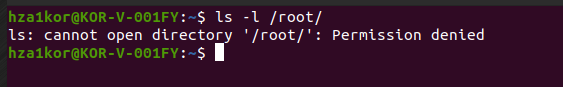 hza1kor@KOR-V-001FY:~$ ls -l /root/
ls: cannot open directory '/root/': Permission denied
hza1kor@KOR-V-001FY:~$